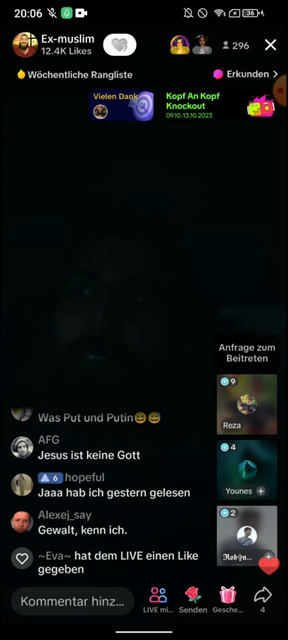 20:06
36
Ex-muslim
12.4K Likes
296
Wöchentliche Rangliste
Erkunden >
Vielen Dank
Kopf An Kopf
Knockout
09.10-13.10.2023
Anfrage zum
Beitreten
9
Reza
4
Younes +
2
Was Put und Putin😅😅
AFG
Jesus ist keine Gott
6 hopeful
Jaaa hab ich gestern gelesen
Alexej_say
Gewalt, kenn ich.
~Eva~ hat dem LIVE einen Like
gegeben
Kommentar hinz...
LIVE mi...
Senden
Gesche...
4